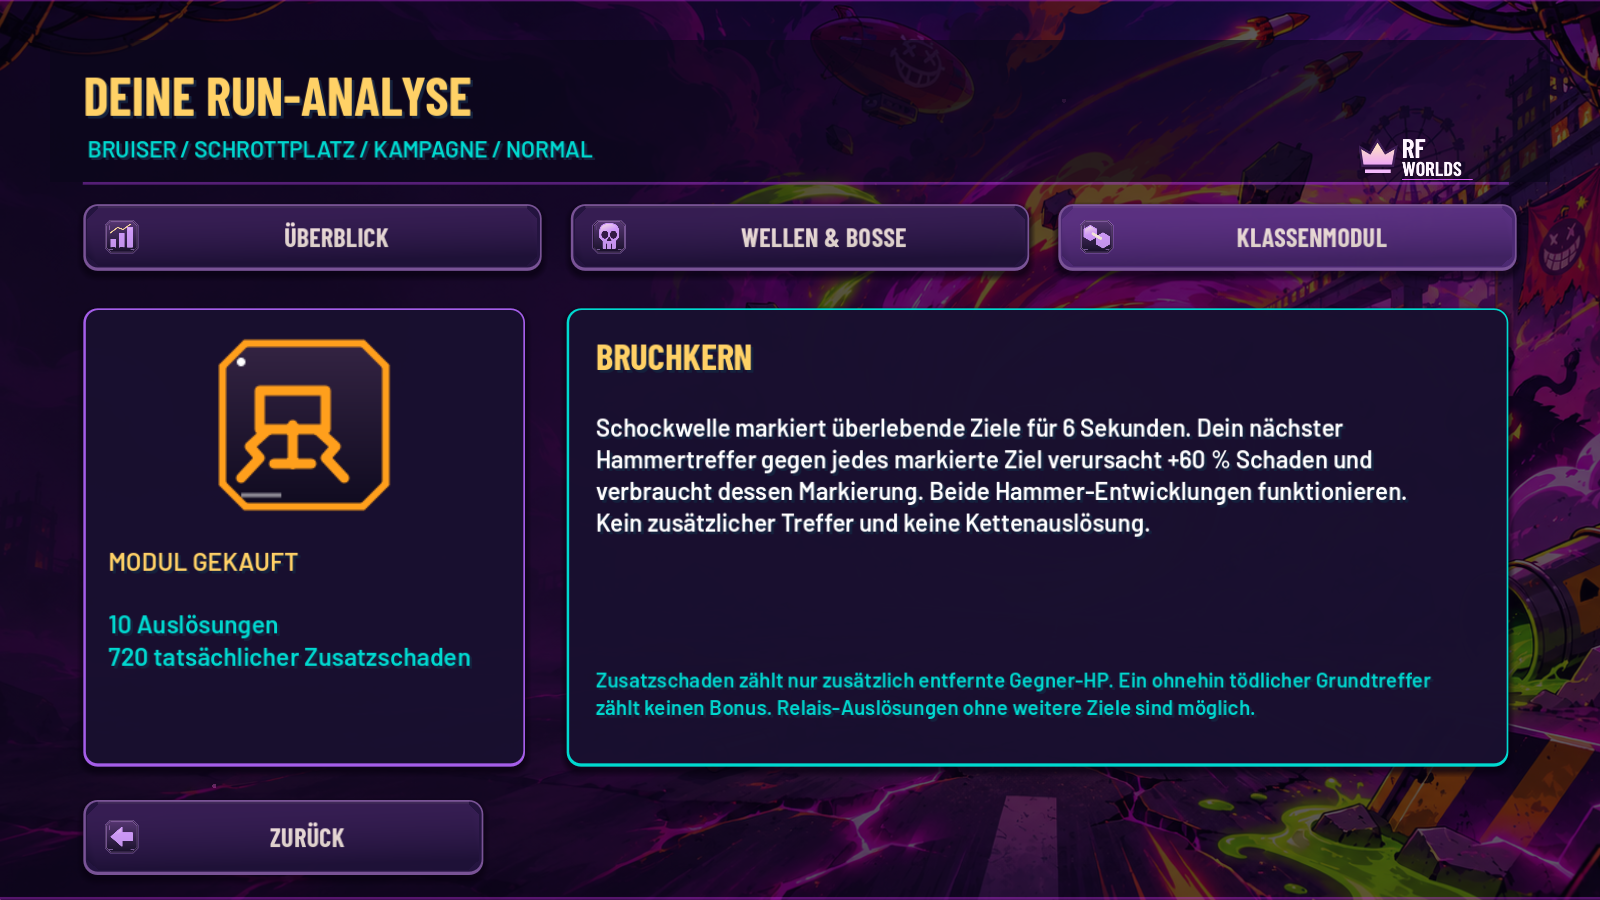 DEINE RUN-ANALYSE
BRUISER / SCHROTTPLATZ / KAMPAGNE / NORMAL
RF
WORLDS
ÜBERBLICK
WELLEN & BOSSE
KLASSENMODUL
MODUL GEKAUFT
10 Auslösungen
720 tatsächlicher Zusatzschaden
BRUCHKERN
Schockwelle markiert überlebende Ziele für 6 Sekunden. Dein nächster
Hammertreffer gegen jedes markierte Ziel verursacht +60 % Schaden und
verbraucht dessen Markierung. Beide Hammer-Entwicklungen funktionieren.
Kein zusätzlicher Treffer und keine Kettenauslösung.
Zusatzschaden zählt nur zusätzlich entfernte Gegner-HP. Ein ohnehin tödlicher Grundtreffer
zählt keinen Bonus. Relais-Auslösungen ohne weitere Ziele sind möglich.
ZURÜCK